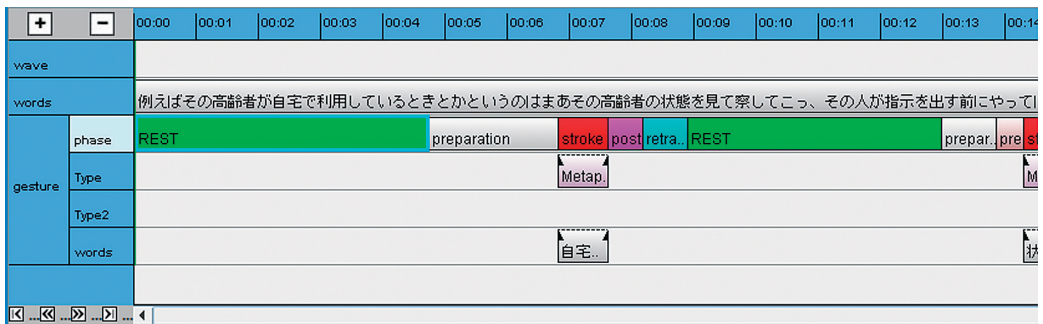 + - 00:00 00:01 00:02 00:03 00:04 00:05 00:06 00:07 00:08 00:09 00:10 00:11 00:12 00:13 00:14
wave
words 例えばその高齢者が自宅で利用しているときとかというのはまあその高齢者の状態を見て察してこっ、その人が指示を出す前にやって
gesture
phase REST preparation stroke post retra.. REST prepar.. pre st
Type Metap. M
Type2
words 自宅.. 状